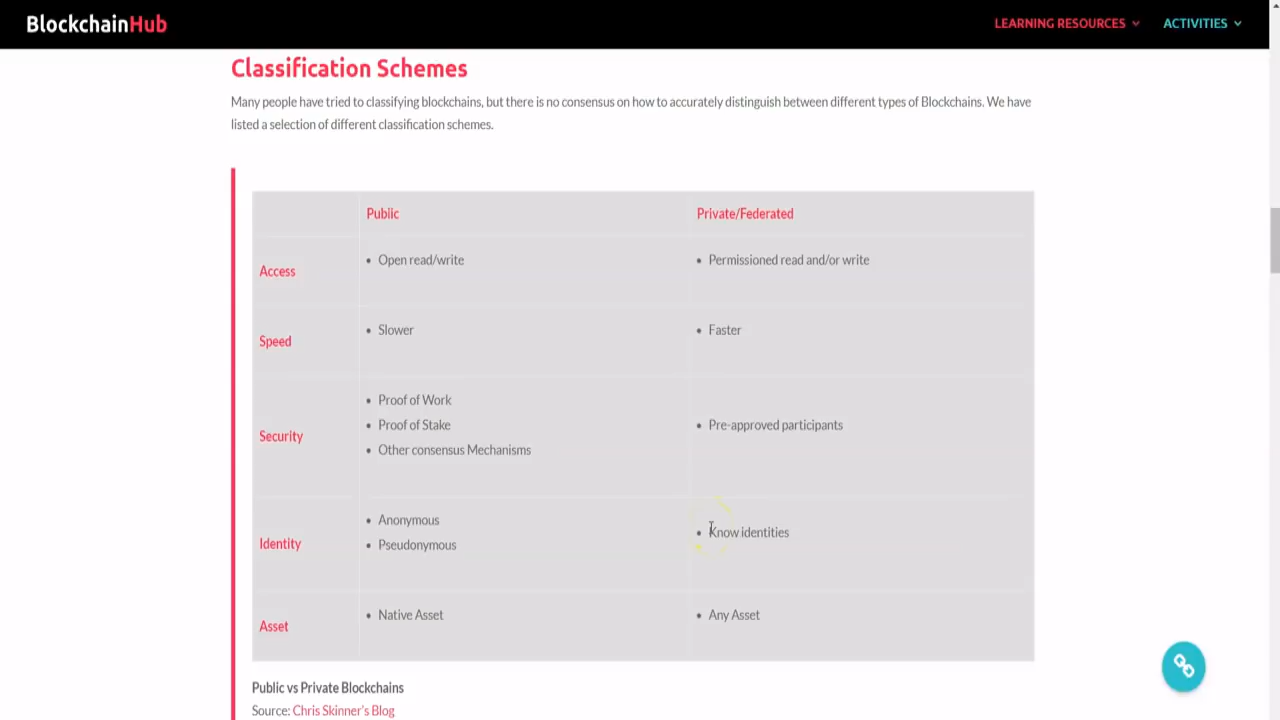 BlockchainHub
LEARNING RESOURCES
ACTIVITIES
Classification Schemes
Many people have tried to classifying blockchains, but there is no consensus on how to accurately distinguish between different types of Blockchains. We have
listed a selection of different classification schemes.
Public
Private/Federated
Access
• Open read/write
• Permissioned read and/or write
Speed
• Slower
• Faster
Security
• Proof of Work
• Proof of Stake
• Other consensus Mechanisms
• Pre-approved participants
Identity
• Anonymous
• Pseudonymous
• Know identities
Asset
• Native Asset
• Any Asset
Public vs Private Blockchains
Source: Chris Skinner's Blog